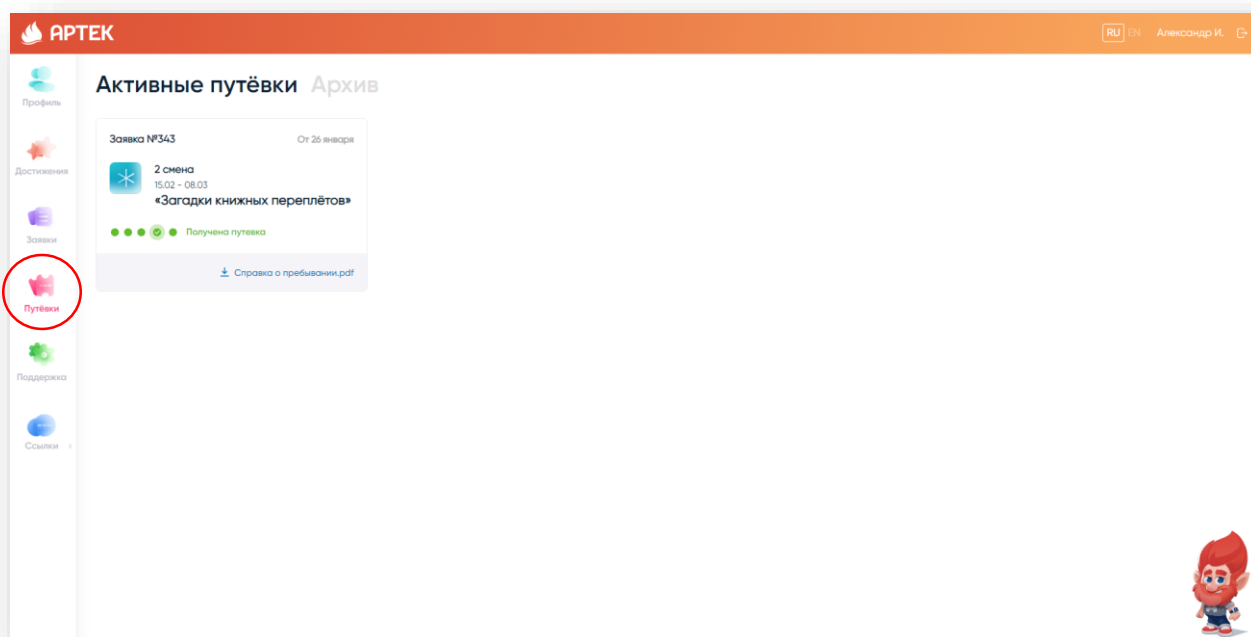 АРТЕК
RU EN Александр И.
Профиль
Достижения
Заявки
Путёвки
Поддержка
Ссылки
Активные путёвки Архив
Заявка №343 От 26 января
2 смена
15.02 - 08.03
«Загадки книжных переплётов»
Получена путевка
Справка о пребывании.pdf